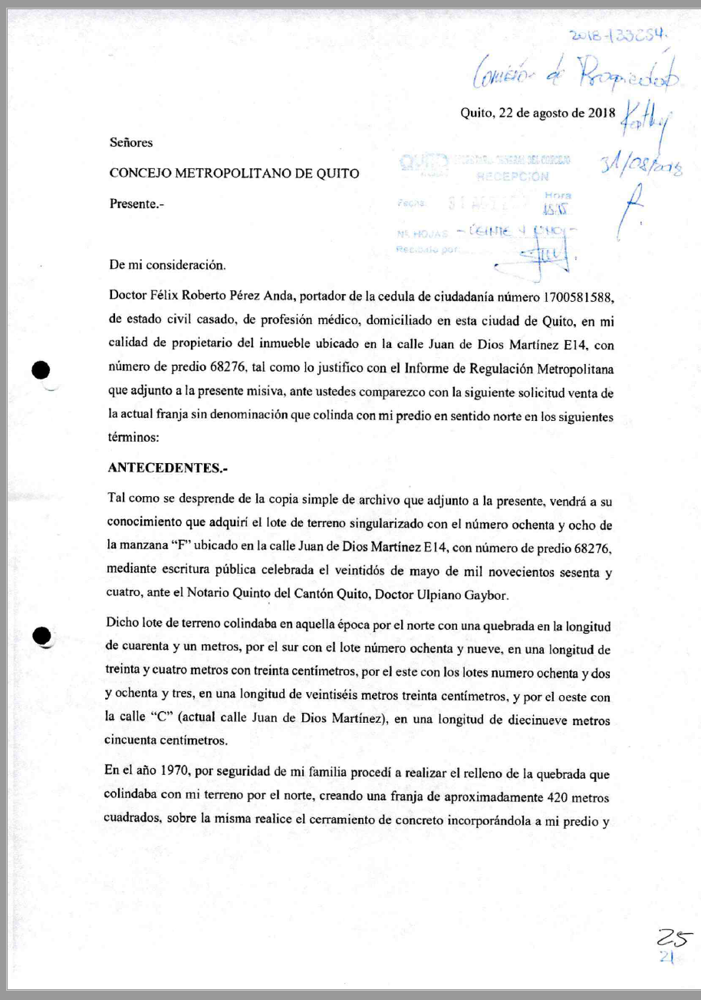 2018-133654.
Comisión de Propiedad
Quito, 22 de agosto de 2018
Kathy
31/08/2018
Señores
CONCEJO METROPOLITANO DE QUITO
Presente.-
QUITO
SECRETARÍA GENERAL DEL CONCEJO
RECEPCIÓN
Fecha:
Hora
31 AGO
Nº HOJAS - VEINTE Y UNO -
Recibido por:
De mi consideración.
Doctor Félix Roberto Pérez Anda, portador de la cedula de ciudadanía número 1700581588,
de estado civil casado, de profesión médico, domiciliado en esta ciudad de Quito, en mi
calidad de propietario del inmueble ubicado en la calle Juan de Dios Martínez E14, con
número de predio 68276, tal como lo justifico con el Informe de Regulación Metropolitana
que adjunto a la presente misiva, ante ustedes comparezco con la siguiente solicitud venta de
la actual franja sin denominación que colinda con mi predio en sentido norte en los siguientes
términos:
ANTECEDENTES.-
Tal como se desprende de la copia simple de archivo que adjunto a la presente, vendrá a su
conocimiento que adquirí el lote de terreno singularizado con el número ochenta y ocho de
la manzana “F” ubicado en la calle Juan de Dios Martínez E14, con número de predio 68276,
mediante escritura pública celebrada el veintidós de mayo de mil novecientos sesenta y
cuatro, ante el Notario Quinto del Cantón Quito, Doctor Ulpiano Gaybor.
Dicho lote de terreno colindaba en aquella época por el norte con una quebrada en la longitud
de cuarenta y un metros, por el sur con el lote número ochenta y nueve, en una longitud de
treinta y cuatro metros con treinta centímetros, por el este con los lotes numero ochenta y dos
y ochenta y tres, en una longitud de veintiséis metros treinta centímetros, y por el oeste con
la calle “C” (actual calle Juan de Dios Martínez), en una longitud de diecinueve metros
cincuenta centímetros.
En el año 1970, por seguridad de mi familia procedí a realizar el relleno de la quebrada que
colindaba con mi terreno por el norte, creando una franja de aproximadamente 420 metros
cuadrados, sobre la misma realice el cerramiento de concreto incorporándola a mi predio y
25
21